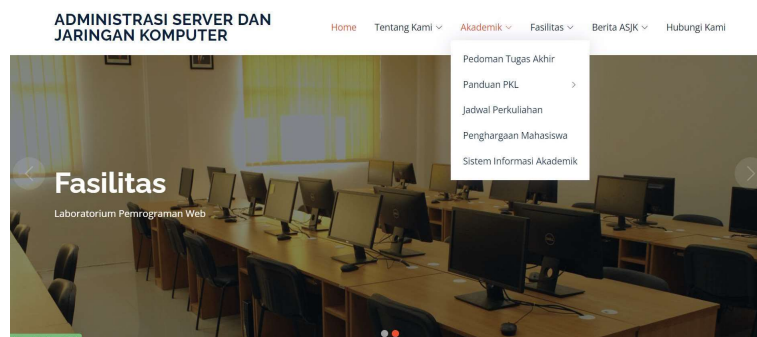 ADMINISTRASI SERVER DAN
JARINGAN KOMPUTER
Home Tentang Kami Akademik Fasilitas Berita ASJK Hubungi Kami
Pedoman Tugas Akhir
Panduan PKL
Jadwal Perkuliahan
Penghargaan Mahasiswa
Sistem Informasi Akademik
Fasilitas
Laboratorium Pemrograman Web